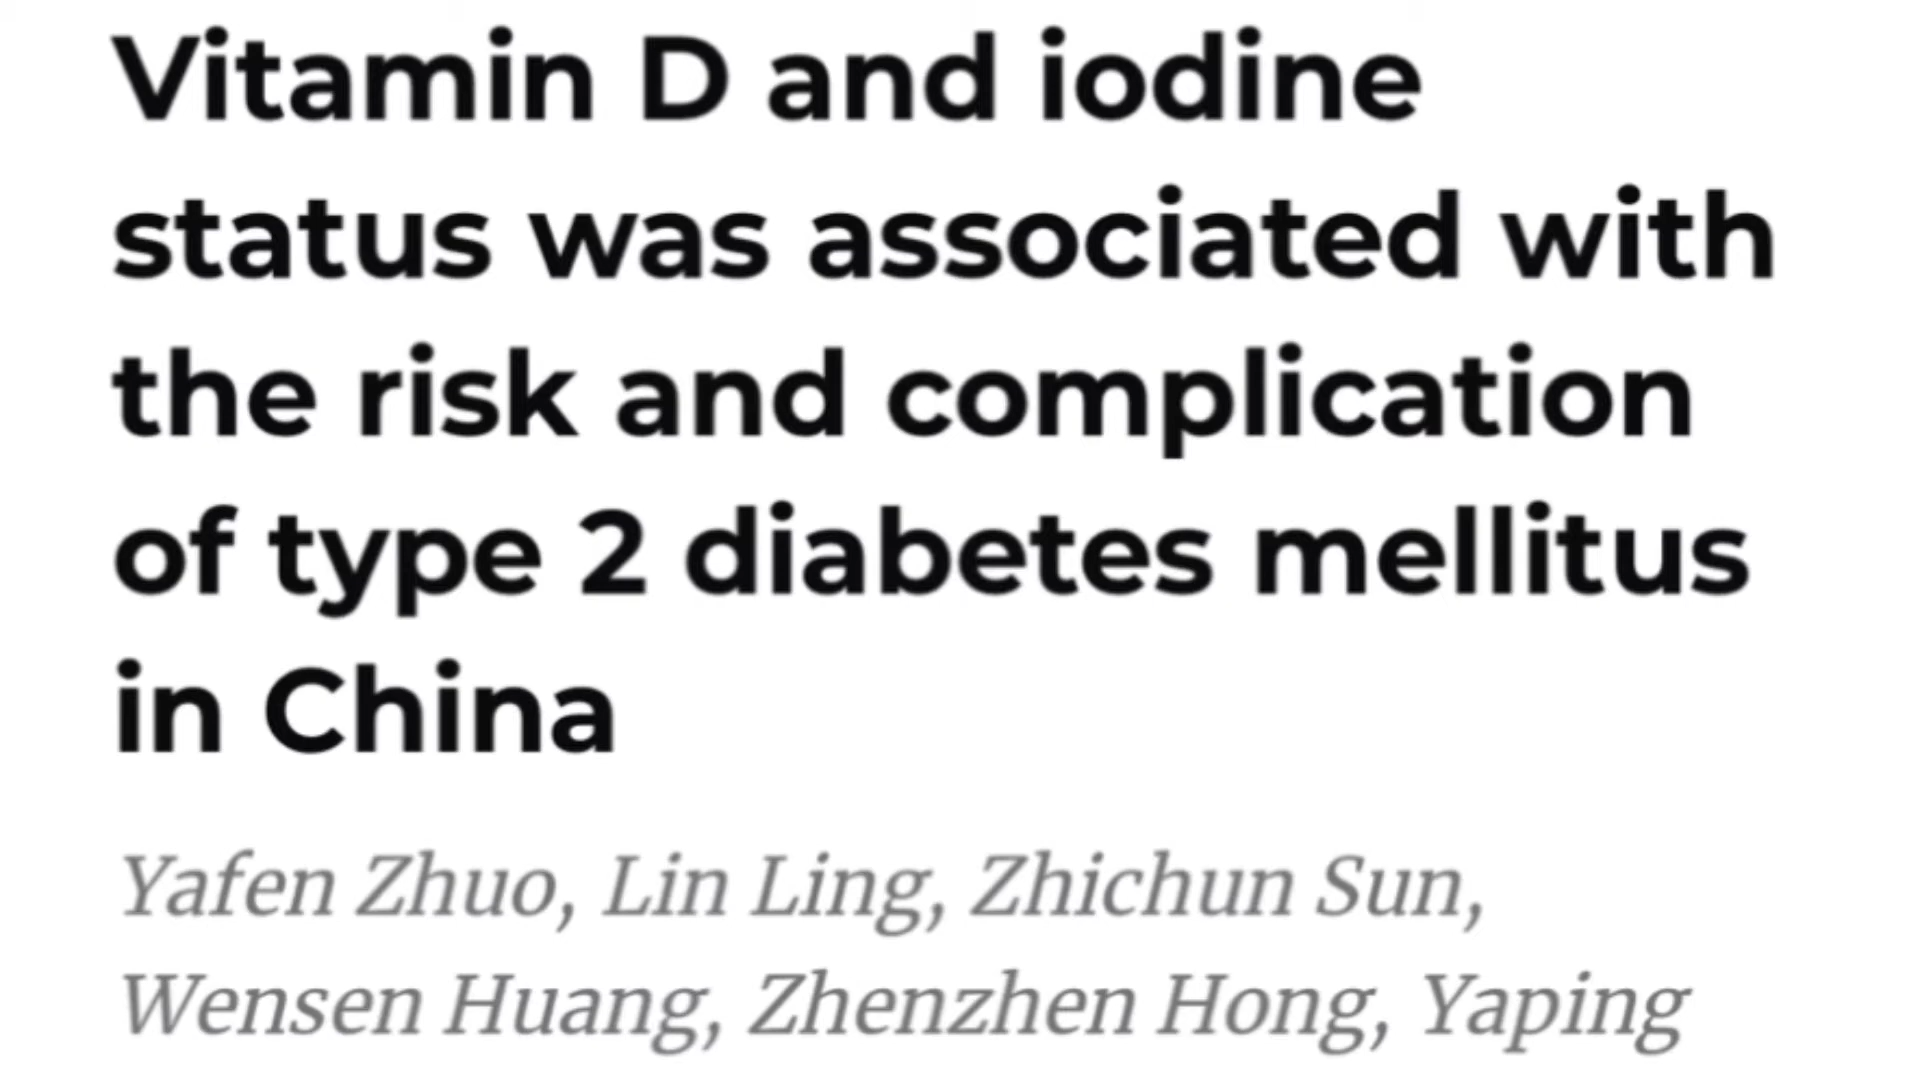 Vitamin D and iodine
status was associated with
the risk and complication
of type 2 diabetes mellitus
in China
Yafen Zhuo, Lin Ling, Zhichun Sun,
Wensen Huang, Zhenzhen Hong, Yaping